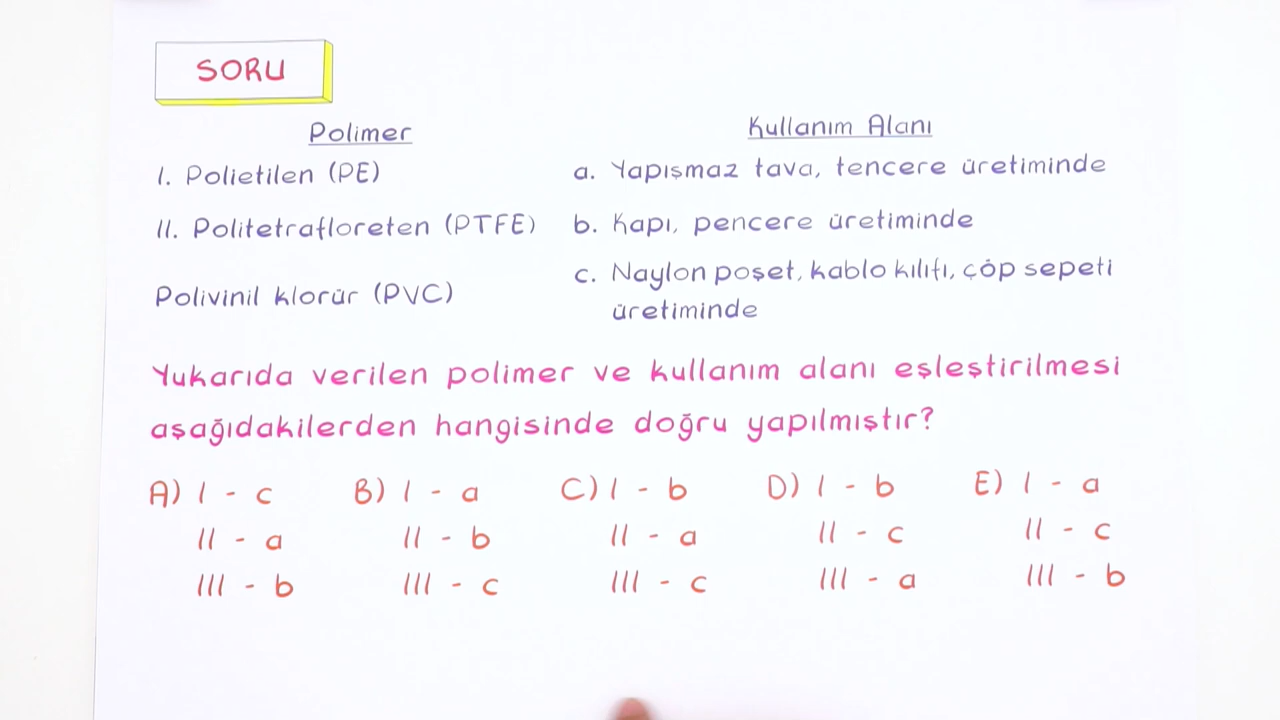 SORU
Polimer
Kullanım Alanı
I. Polietilen (PE)
a. Yapışmaz tava, tencere üretiminde
II. Politetrafloreten (PTFE)
b. Kapı, pencere üretiminde
Polivinil klorür (PVC)
c. Naylon poşet, kablo kılıfı, çöp sepeti
üretiminde
Yukarıda verilen polimer ve kullanım alanı eşleştirilmesi
aşağıdakilerden hangisinde doğru yapılmıştır?
A) I - c
II - a
III - b
B) I - a
II - b
III - c
C) I - b
II - a
III - c
D) I - b
II - c
III - a
E) I - a
II - c
III - b